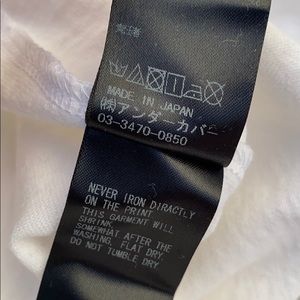 MADE IN JAPAN
㈱アンダーカバー
03-3470-0850
NEVER IRON DIRACTLY
ON THE PRINT
THIS GARMENT WILL
SHRINK
SOMEWHAT AFTER THE
WASHING, FLAT DRY.
DO NOT TUMBLE DRY